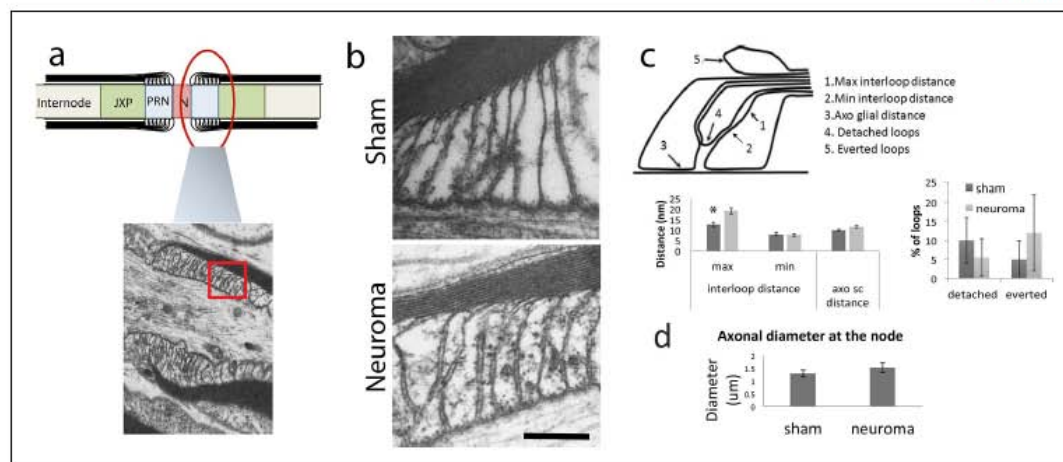 a
Internode
JXP
PRN
N
b
Sham
Neuroma
c
5
4
1
3
2
1.Max interloop distance
2.Min interloop distance
3.Axo glial distance
4. Detached loops
5. Everted loops
Distance (nm)
25
20
15
10
5
0
*
max
min
interloop distance
axo sc
distance
% of loops
25
20
15
10
5
0
sham
neuroma
detached
everted
d
Axonal diameter at the node
Diameter
(um)
2
1.5
1
0.5
0
sham
neuroma